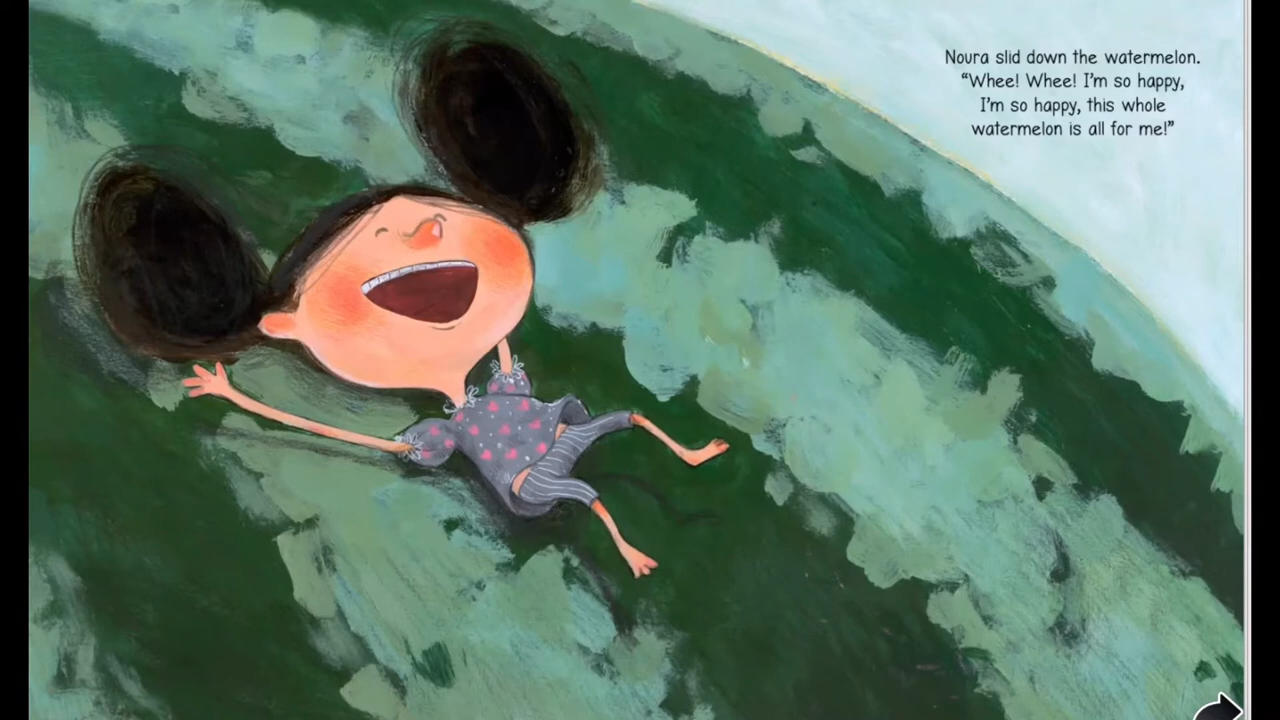 Noura slid down the watermelon.
“Whee! Whee! I’m so happy,
I’m so happy, this whole
watermelon is all for me!”